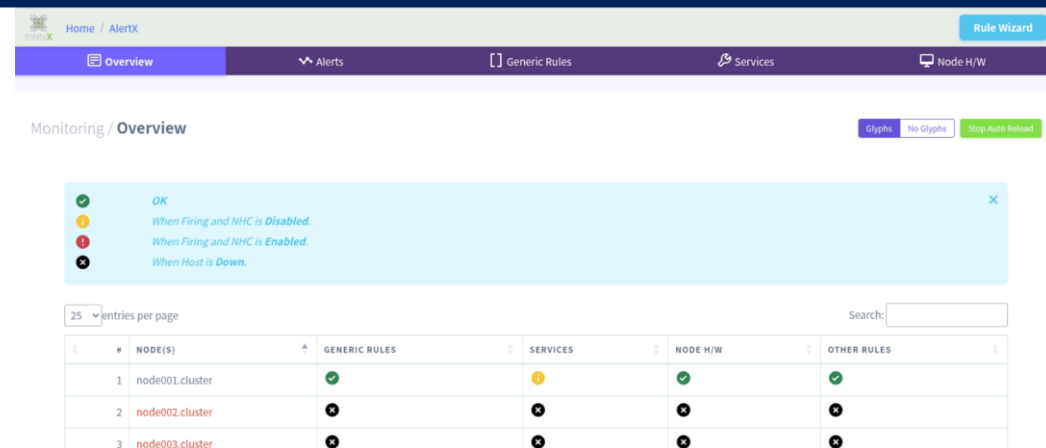 trinityX
Home / AlertX
Rule Wizard
Overview
Alerts
[] Generic Rules
Services
Node H/W
Monitoring / Overview
Glyphs
No Glyphs
Stop Auto Reload
OK
When Firing and NHC is Disabled.
When Firing and NHC is Enabled.
When Host is Down.
25 entries per page
Search:
# NODE(S) GENERIC RULES SERVICES NODE H/W OTHER RULES
1 node001.cluster
2 node002.cluster
3 node003.cluster